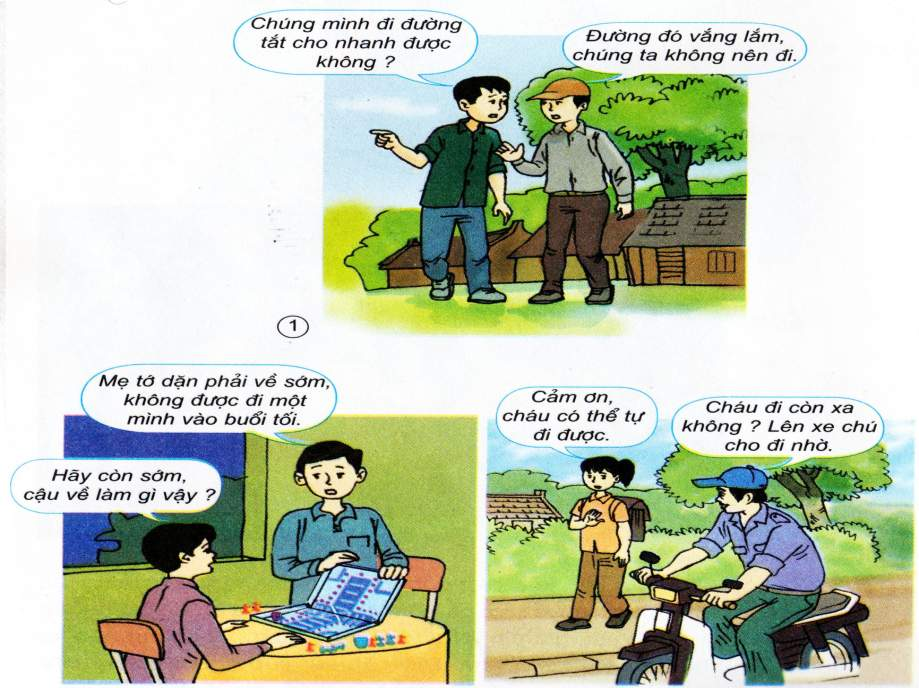 Chúng mình đi đường
tắt cho nhanh được
không ?
Đường đó vắng lắm,
chúng ta không nên đi.
1
Mẹ tớ dặn phải về sớm,
không được đi một
mình vào buổi tối.
Hãy còn sớm,
cậu về làm gì vậy ?
Cảm ơn,
cháu có thể tự
đi được.
Cháu đi còn xa
không ? Lên xe chú
cho đi nhờ.